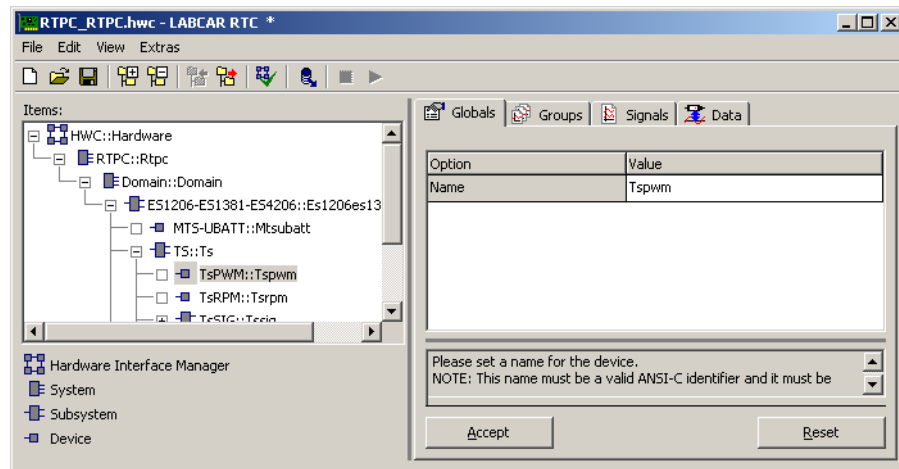 RTPC_RTPC.hwc - LABCAR RTC *
File Edit View Extras
Items:
HWC::Hardware
RTPC::Rtpc
Domain::Domain
ES1206-ES1381-ES4206::Es1206es13
MTS-UBATT::Mtsubatt
TS::Ts
TsPWM::Tspwm
TsRPM::Tsrpm
TsSIG::Tssig
Hardware Interface Manager
System
Subsystem
Device
Globals Groups Signals Data
Option Value
Name Tspwm
Please set a name for the device.
NOTE: This name must be a valid ANSI-C identifier and it must be
Accept Reset